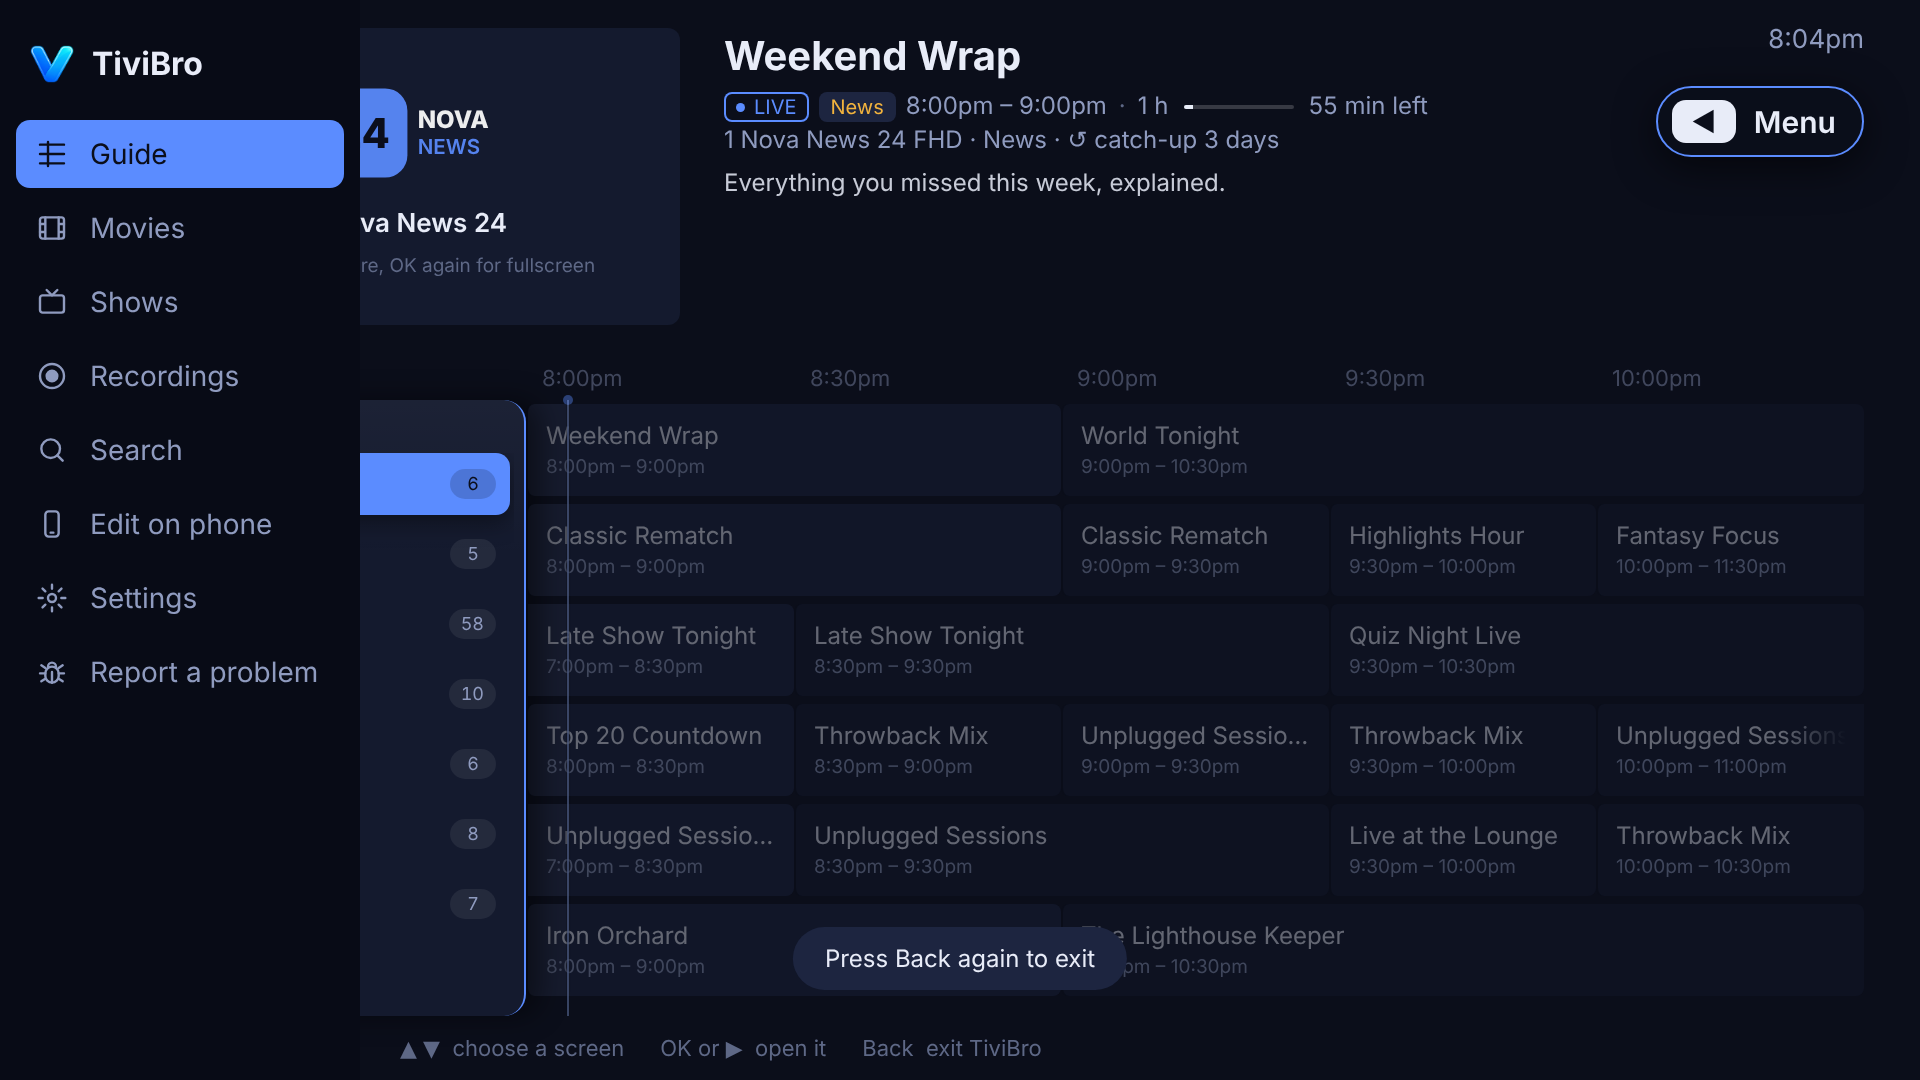 TiviBro
Guide
Movies
Shows
Recordings
Search
Edit on phone
Settings
Report a problem
4 NOVA
NEWS
va News 24
re, OK again for fullscreen
Weekend Wrap
LIVE News 8:00pm – 9:00pm · 1 h 55 min left
1 Nova News 24 FHD · News · ↺ catch-up 3 days
Everything you missed this week, explained.
8:04pm
◀ Menu
8:00pm 8:30pm 9:00pm 9:30pm 10:00pm
6
5
58
10
6
8
7
Weekend Wrap World Tonight
8:00pm – 9:00pm 9:00pm – 10:30pm
Classic Rematch Classic Rematch Highlights Hour Fantasy Focus
8:00pm – 9:00pm 9:00pm – 9:30pm 9:30pm – 10:00pm 10:00pm – 11:30pm
Late Show Tonight Late Show Tonight Quiz Night Live
7:00pm – 8:30pm 8:30pm – 9:30pm 9:30pm – 10:30pm
Top 20 Countdown Throwback Mix Unplugged Sessio... Throwback Mix Unplugged Sessions
8:00pm – 8:30pm 8:30pm – 9:00pm 9:00pm – 9:30pm 9:30pm – 10:00pm 10:00pm – 11:00pm
Unplugged Sessio... Unplugged Sessions Live at the Lounge Throwback Mix
7:00pm – 8:30pm 8:30pm – 9:30pm 9:30pm – 10:00pm 10:00pm – 10:30pm
Iron Orchard The Lighthouse Keeper
8:00pm – 9:00pm pm – 10:30pm
Press Back again to exit
▲▼ choose a screen OK or ▶ open it Back exit TiviBro